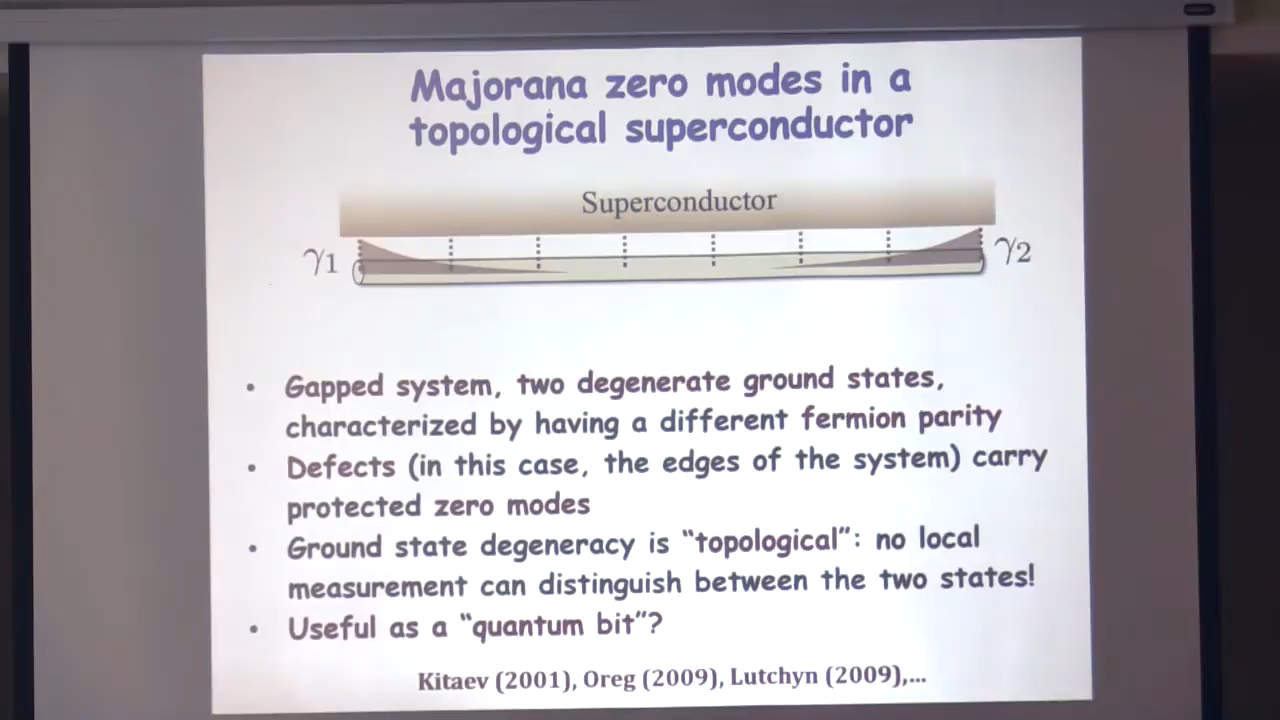 Majorana zero modes in a
topological superconductor
Superconductor
γ1
γ2
• Gapped system, two degenerate ground states,
characterized by having a different fermion parity
• Defects (in this case, the edges of the system) carry
protected zero modes
• Ground state degeneracy is “topological”: no local
measurement can distinguish between the two states!
• Useful as a “quantum bit”?
Kitaev (2001), Oreg (2009), Lutchyn (2009),...